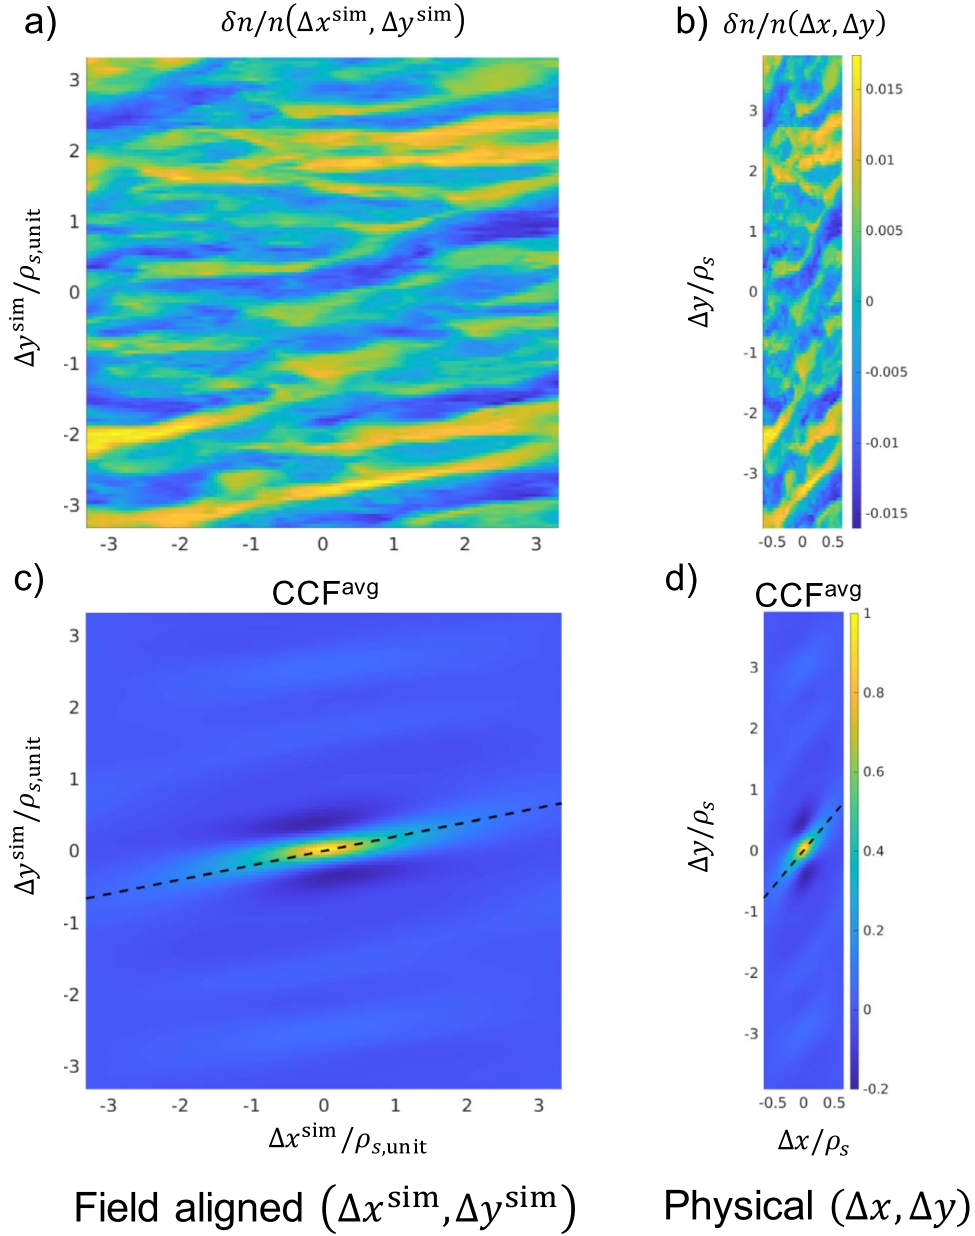 a)
δn/n(Δx^sim, Δy^sim)
3
2
1
0
-1
-2
-3
Δy^sim/ρ_s,unit
-3 -2 -1 0 1 2 3
b)
δn/n(Δx, Δy)
3
2
1
0
-1
-2
-3
Δy/ρ_s
-0.5 0 0.5
0.015
0.01
0.005
0
-0.005
-0.01
-0.015
c)
CCF^avg
3
2
1
0
-1
-2
-3
Δy^sim/ρ_s,unit
-3 -2 -1 0 1 2 3
Δx^sim/ρ_s,unit
d)
CCF^avg
3
2
1
0
-1
-2
-3
Δy/ρ_s
-0.5 0 0.5
Δx/ρ_s
1
0.8
0.6
0.4
0.2
0
-0.2
Field aligned (Δx^sim, Δy^sim)
Physical (Δx, Δy)